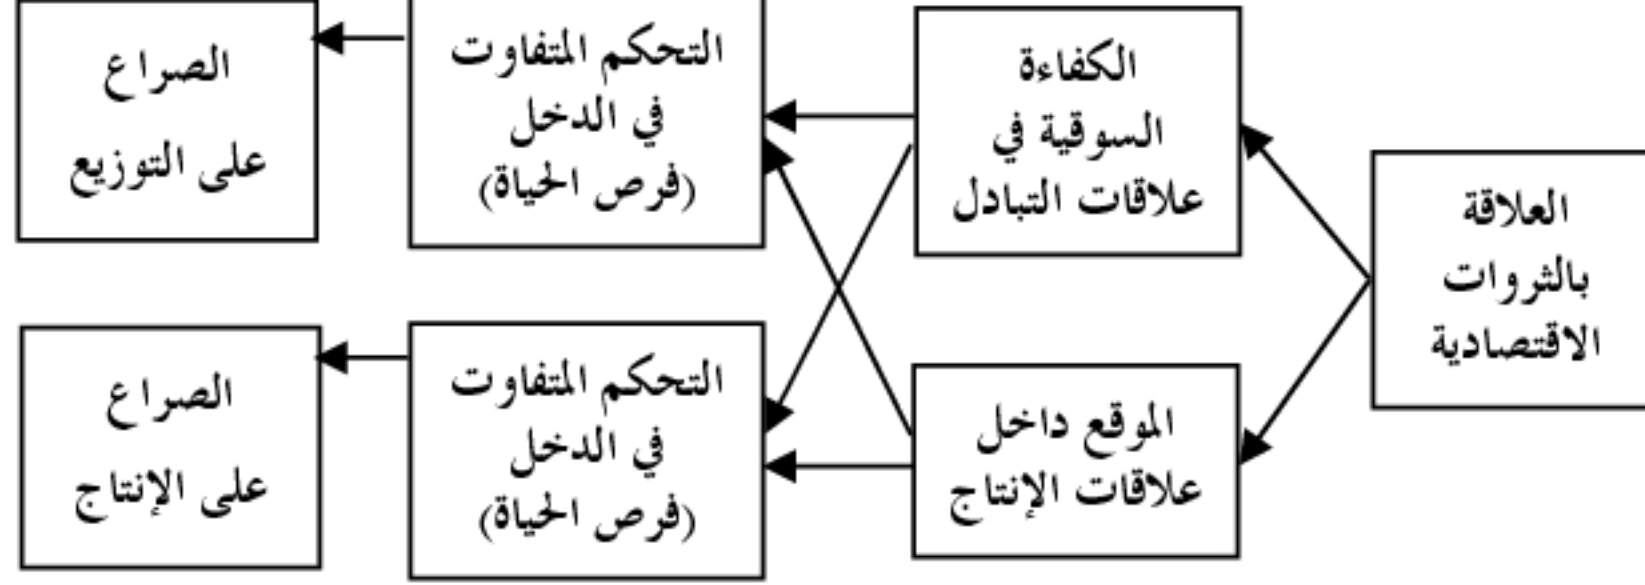 العلاقة
بالثروات
الاقتصادية
الكفاءة
السوقية في
علاقات التبادل
الموقع داخل
علاقات الإنتاج
التحكم المتفاوت
في الدخل
(فرص الحياة)
التحكم المتفاوت
في الدخل
(فرص الحياة)
الصراع
على التوزيع
الصراع
على الإنتاج